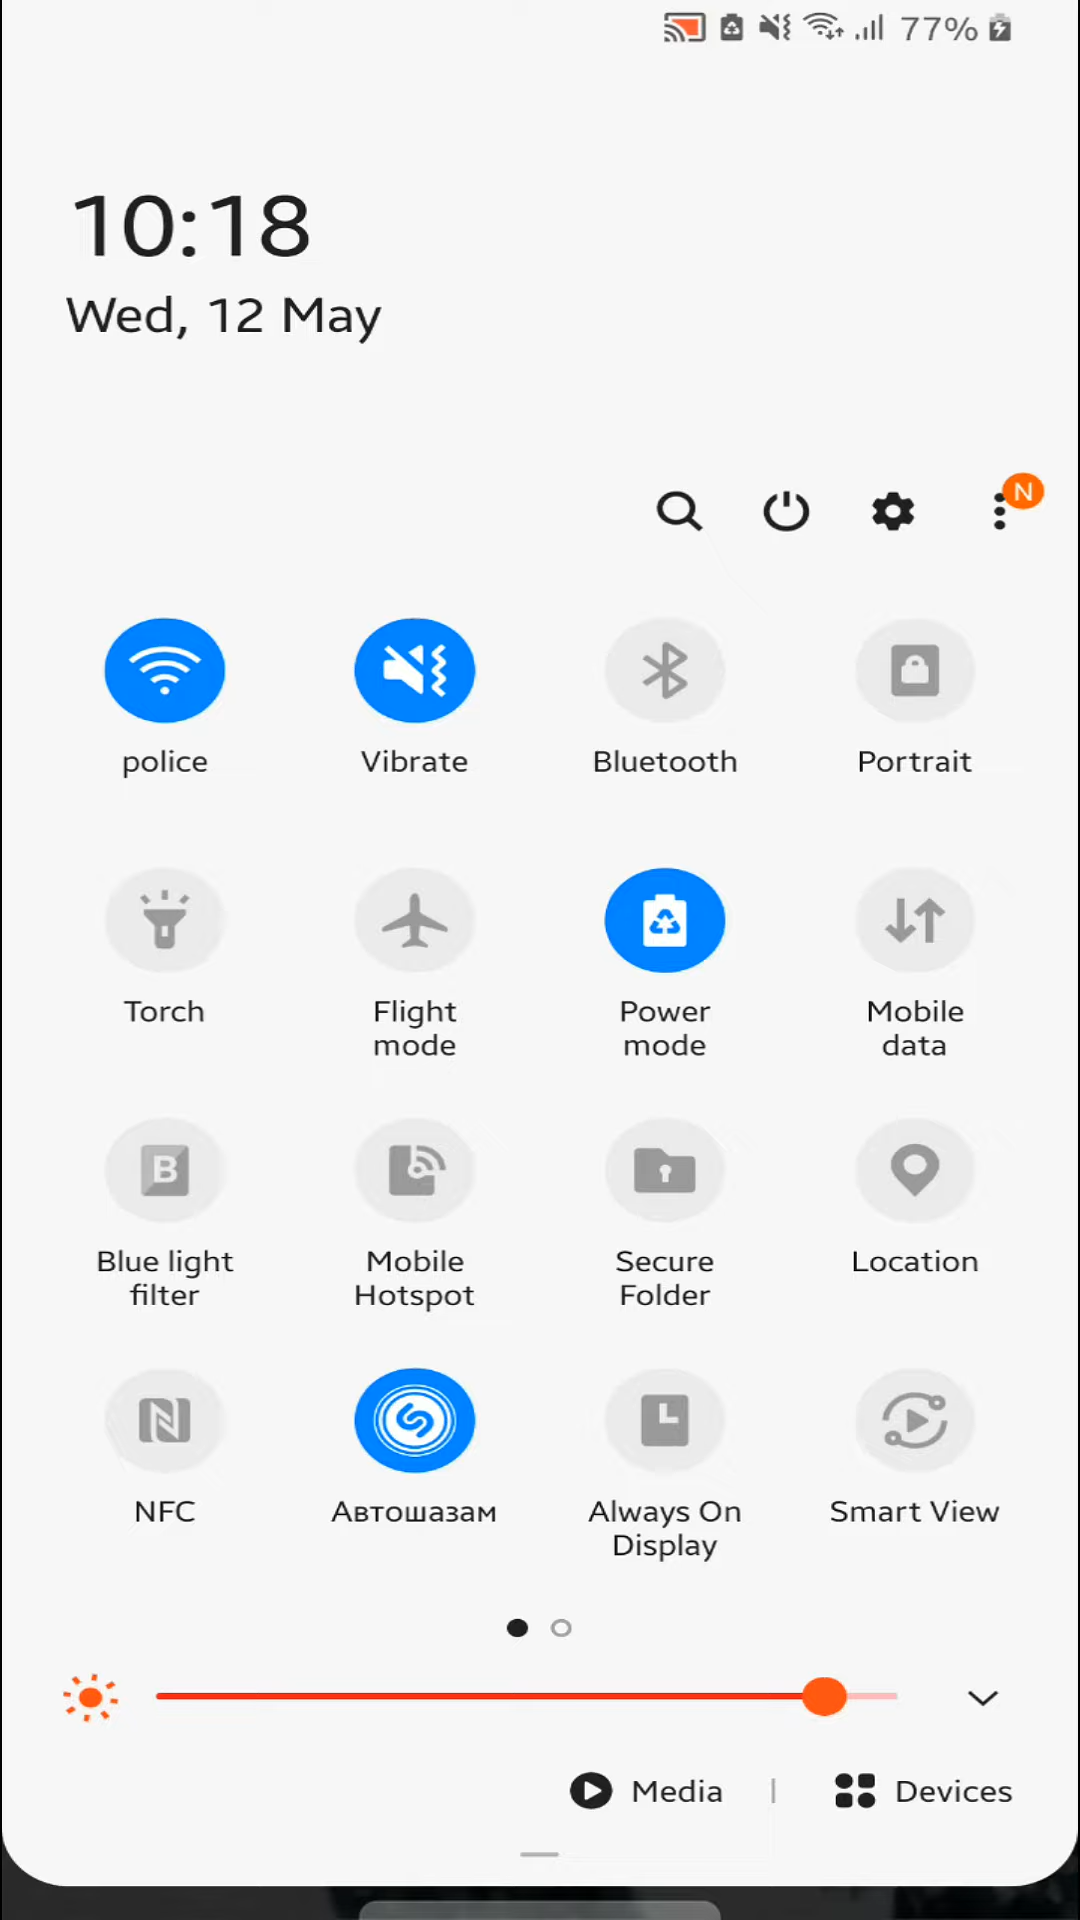 77%
10:18
Wed, 12 May
N
police
Vibrate
Bluetooth
Portrait
Torch
Flight
mode
Power
mode
Mobile
data
B
Blue light
filter
Mobile
Hotspot
Secure
Folder
Location
NFC
Автошазам
Always On
Display
Smart View
Media
Devices